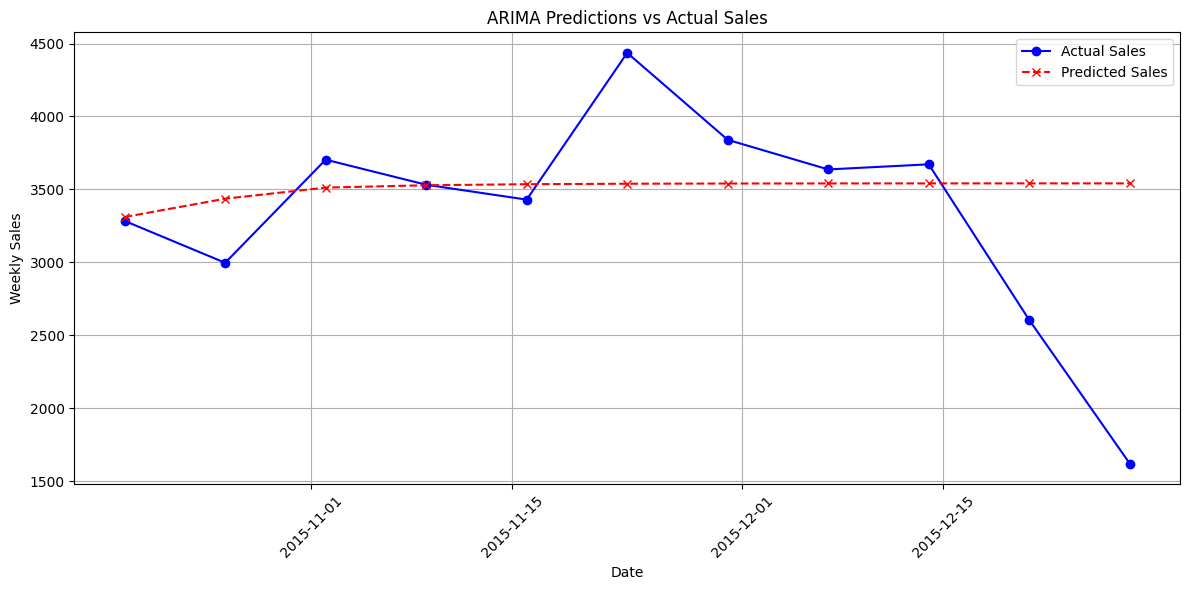 ARIMA Predictions vs Actual Sales
Actual Sales
Predicted Sales
4500
4000
3500
3000
2500
2000
1500
Weekly Sales
2015-11-01
2015-11-15
2015-12-01
2015-12-15
Date